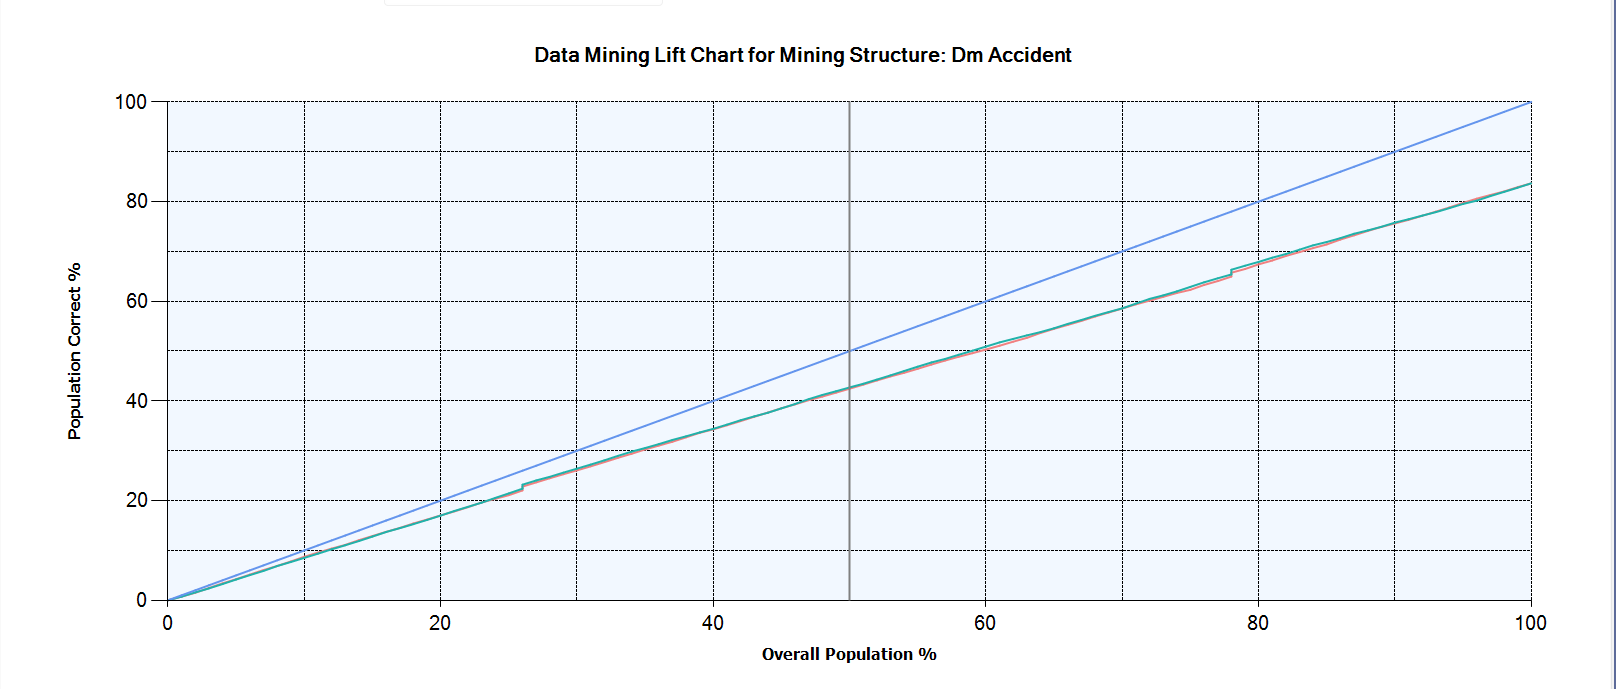 Data Mining Lift Chart for Mining Structure: Dm Accident
100
80
60
40
20
0
Population Correct %
0 20 40 60 80 100
Overall Population %